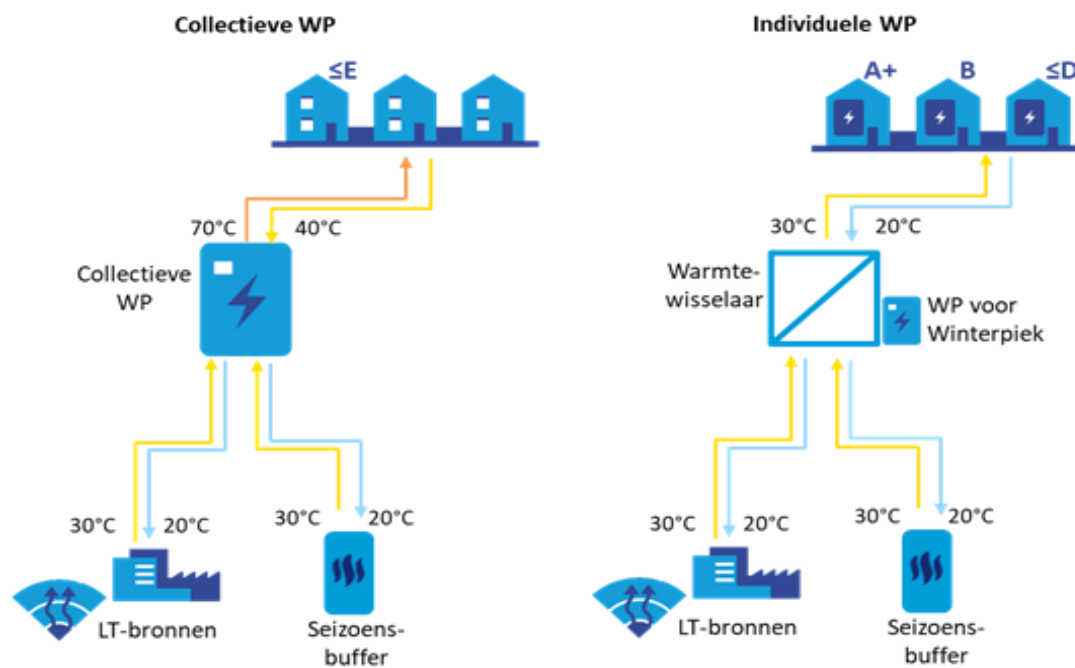 Collectieve WP
≤E
70°C
40°C
Collectieve
WP
30°C
20°C
30°C
20°C
LT-bronnen
Seizoens-
buffer
Individuele WP
A+
B
≤D
30°C
20°C
Warmte-
wisselaar
WP voor
Winterpiek
30°C
20°C
30°C
20°C
LT-bronnen
Seizoens-
buffer